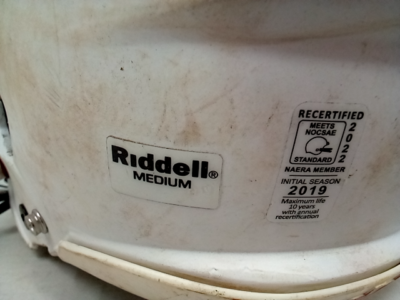 Riddell®
MEDIUM
RECERTIFIED
MEETS
NOCSAE
STANDARD
2022
NAERA MEMBER
INITIAL SEASON
2019
Maximum life
10 years
with annual
recertification